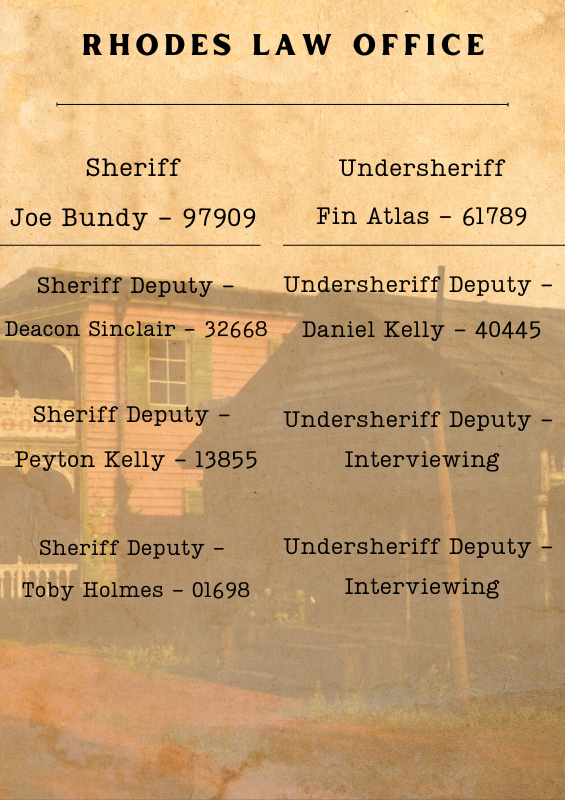 RHODES LAW OFFICE
Sheriff
Joe Bundy – 97909
Undersheriff
Fin Atlas – 61789
Sheriff Deputy –
Deacon Sinclair – 32668
Undersheriff Deputy –
Daniel Kelly – 40445
Sheriff Deputy –
Peyton Kelly – 13855
Undersheriff Deputy –
Interviewing
Sheriff Deputy –
Toby Holmes – 01698
Undersheriff Deputy –
Interviewing